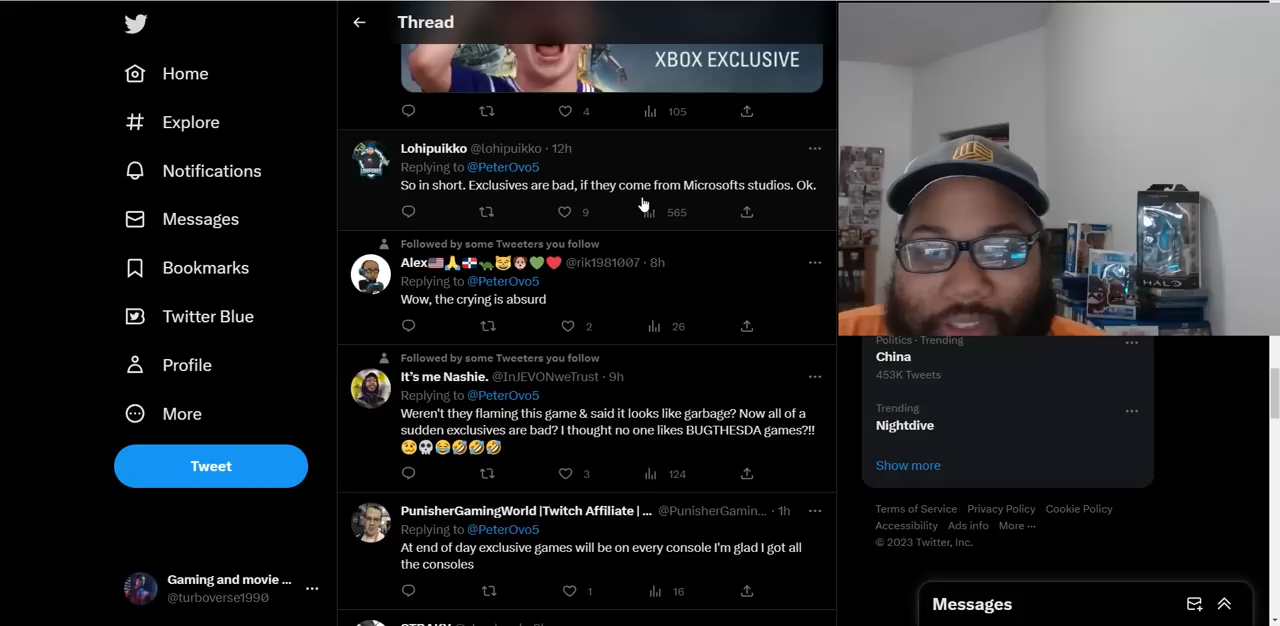 Home
Explore
Notifications
Messages
Bookmarks
Twitter Blue
Profile
More
Tweet
Gaming and movie ...
@turboverse1990
Thread
XBOX EXCLUSIVE
4
105
Lohipuikko @lohipuikko · 12h
Replying to @PeterOvo5
So in short. Exclusives are bad, if they come from Microsofts studios. Ok.
9
565
Followed by some Tweeters you follow
Alex🇺🇸🙏🇩🇴🐢😸🐶💚❤️ @rik1981007 · 8h
Replying to @PeterOvo5
Wow, the crying is absurd
2
26
Followed by some Tweeters you follow
It's me Nashie. @InJEVONweTrust · 9h
Replying to @PeterOvo5
Weren't they flaming this game & said it looks like garbage? Now all of a
sudden exclusives are bad? I thought no one likes BUGTHESDA games?!!
🤨💀😂🤣🤣🤣
3
124
PunisherGamingWorld |Twitch Affiliate | ... @PunisherGamin... · 1h
Replying to @PeterOvo5
At end of day exclusive games will be on every console I'm glad I got all
the consoles
1
16
HALO
Politics · Trending
China
453K Tweets
Trending
Nightdive
Show more
Terms of Service Privacy Policy Cookie Policy
Accessibility Ads info More ···
© 2023 Twitter, Inc.
Messages